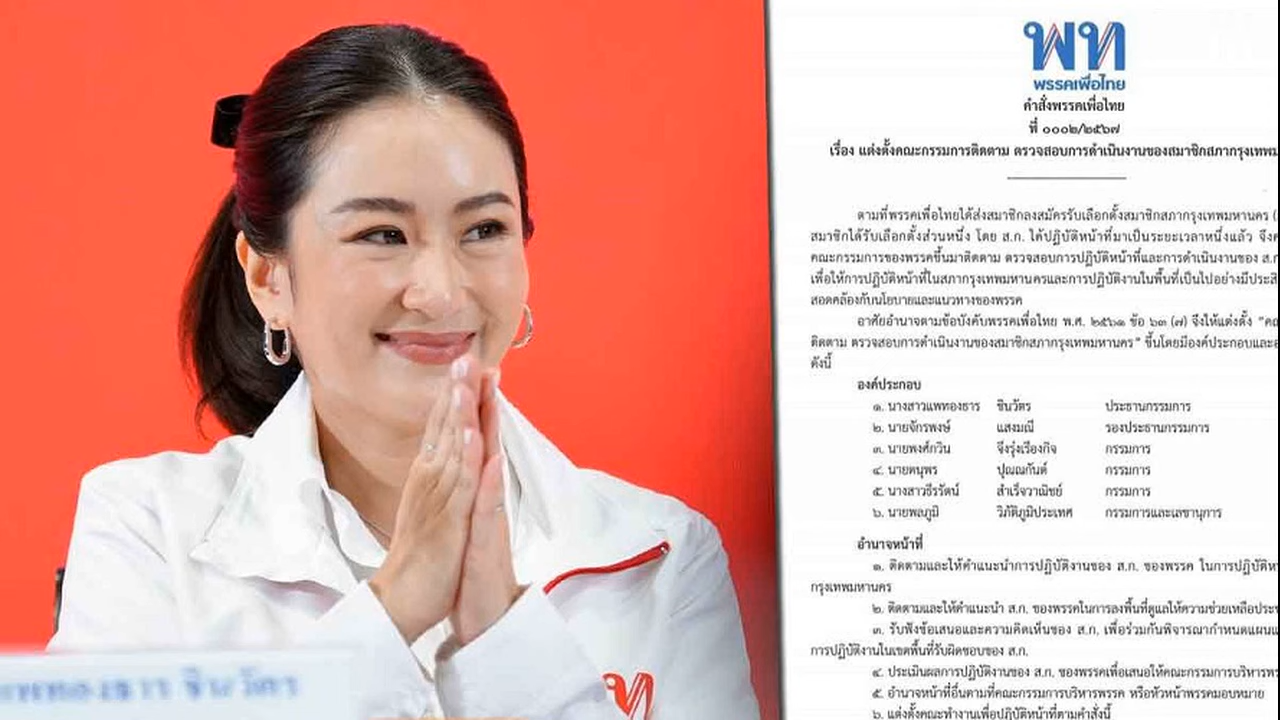 พท
พรรคเพื่อไทย
คำสั่งพรรคเพื่อไทย
ที่ ๐๐๐๒/๒๕๖๗
เรื่อง แต่งตั้งคณะกรรมการติดตาม ตรวจสอบการดำเนินงานของสมาชิกสภากรุงเทพม
ตามที่พรรคเพื่อไทยได้ส่งสมาชิกลงสมัครรับเลือกตั้งสมาชิกสภากรุงเทพมหานคร (
สมาชิกได้รับเลือกตั้งส่วนหนึ่ง โดย ส.ก. ได้ปฏิบัติหน้าที่มาเป็นระยะเวลาหนึ่งแล้ว จึง
คณะกรรมการของพรรคขึ้นมาติดตาม ตรวจสอบการปฏิบัติหน้าที่และการดำเนินงานของ ส.ก
เพื่อให้การปฏิบัติหน้าที่ในสภากรุงเทพมหานครและการปฏิบัติงานในพื้นที่เป็นไปอย่างมีประสิ
สอดคล้องกับนโยบายและแนวทางของพรรค
อาศัยอำนาจตามข้อบังคับพรรคเพื่อไทย พ.ศ. ๒๕๖๑ ข้อ ๖๓ (๗) จึงให้แต่งตั้ง “คณ
ติดตาม ตรวจสอบการดำเนินงานของสมาชิกสภากรุงเทพมหานคร” ขึ้นโดยมีองค์ประกอบและอ
ดังนี้
องค์ประกอบ
๑. นางสาวแพทองธาร ชินวัตร ประธานกรรมการ
๒. นายจักรพงษ์ แสงมณี รองประธานกรรมการ
๓. นายพงศ์กวิน จึงรุ่งเรืองกิจ กรรมการ
๔. นายดนุพร ปุณณกันต์ กรรมการ
๕. นางสาวธีรรัตน์ สำเร็จวาณิชย์ กรรมการ
๖. นายพลภูมิ วิภัติภูมิประเทศ กรรมการและเลขานุการ
อำนาจหน้าที่
๑. ติดตามและให้คำแนะนำการปฏิบัติงานของ ส.ก. ของพรรค ในการปฏิบัติห
กรุงเทพมหานคร
๒. ติดตามและให้คำแนะนำ ส.ก. ของพรรคในการลงพื้นที่ดูแลให้ความช่วยเหลือประ
๓. รับฟังข้อเสนอและความคิดเห็นของ ส.ก. เพื่อร่วมกันพิจารณากำหนดแผนแ
การปฏิบัติงานในเขตพื้นที่รับผิดชอบของ ส.ก.
๔. ประเมินผลการปฏิบัติงานของ ส.ก. ของพรรคเพื่อเสนอให้คณะกรรมการบริหารพร
๕. อำนาจหน้าที่อื่นตามที่คณะกรรมการบริหารพรรค หรือหัวหน้าพรรคมอบหมาย
๖. แต่งตั้งคณะทำงานเพื่อปฏิบัติหน้าที่ตามคำสั่งนี้
แพทองธาร ชินวัตร
พท